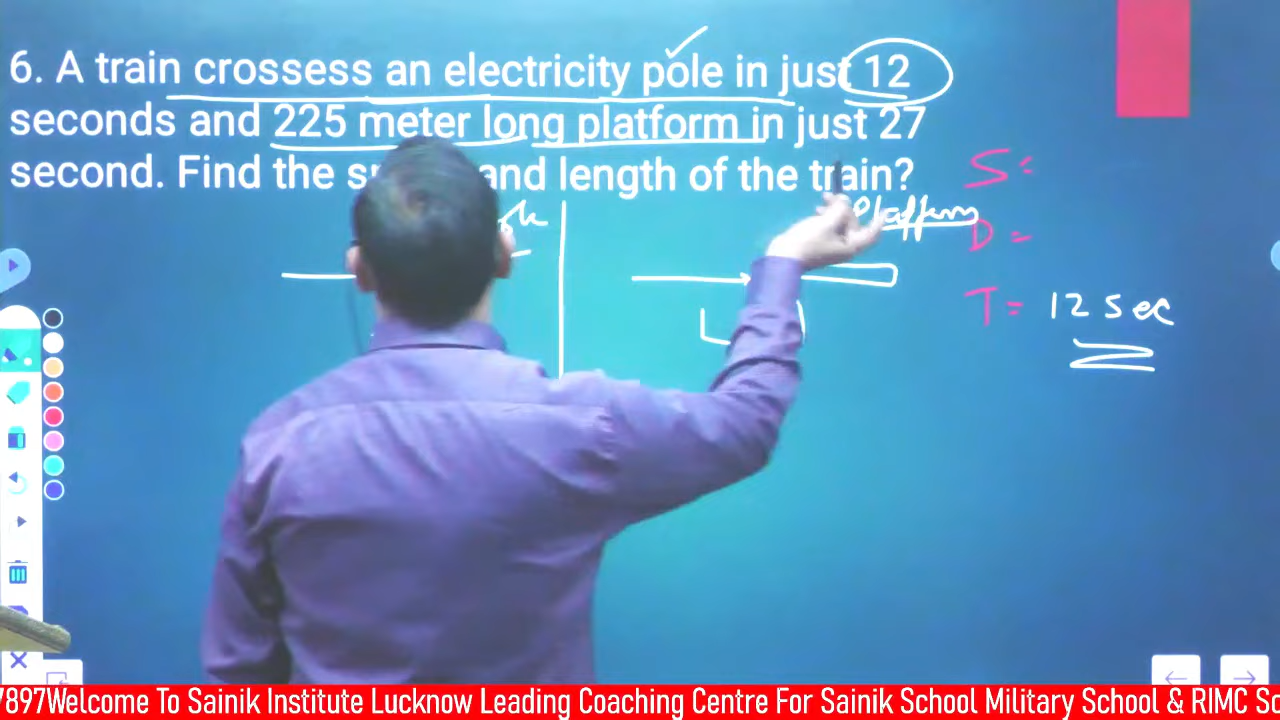 6. A train crossess an electricity pole in just 12
seconds and 225 meter long platform in just 27
second. Find the and length of the train?
S:
Platform
D =
T= 12 sec
7897Welcome To Sainik Institute Lucknow Leading Coaching Centre For Sainik School Military School & RIMC